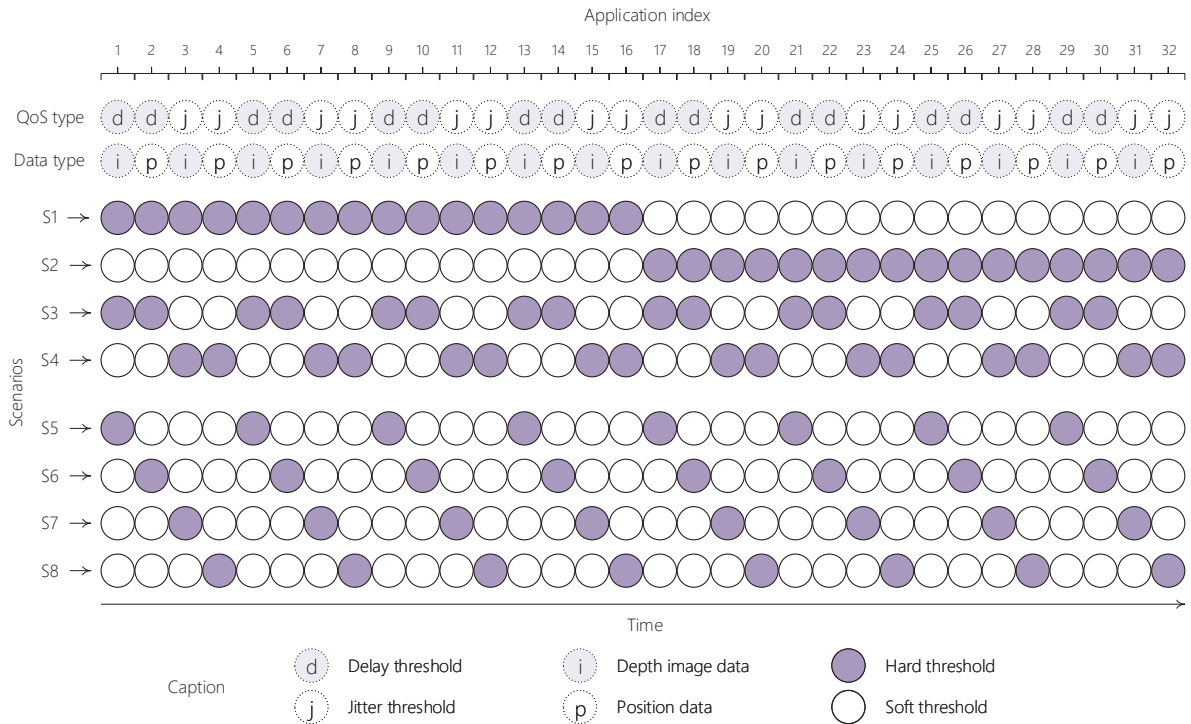 Application index
1 2 3 4 5 6 7 8 9 10 11 12 13 14 15 16 17 18 19 20 21 22 23 24 25 26 27 28 29 30 31 32
QoS type d d j j d d j j d d j j d d j j d d j j d d j j d d j j d d j j
Data type i p i p i p i p i p i p i p i p i p i p i p i p i p i p i p i p
S1
S2
S3
S4
Scenarios
S5
S6
S7
S8
Time
d Delay threshold i Depth image data Hard threshold
Caption
j Jitter threshold p Position data Soft threshold